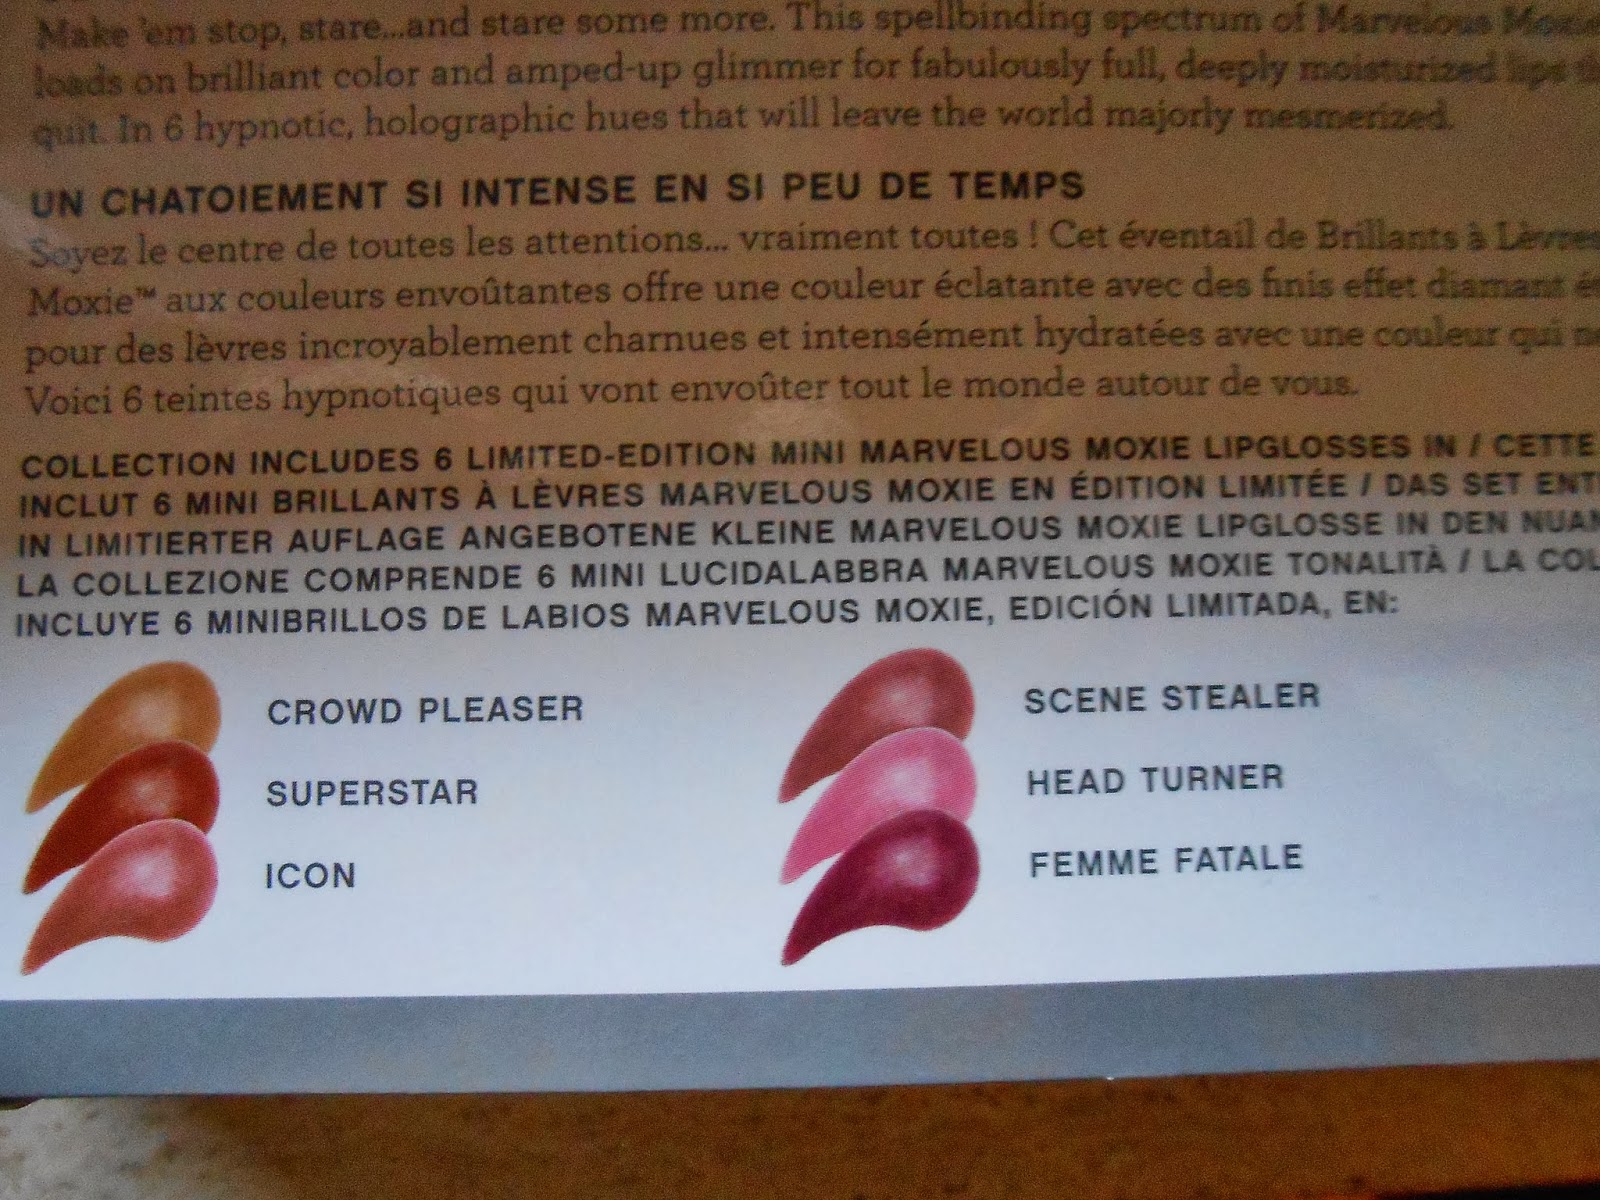 Make 'em stop, stare...and stare some more. This spellbinding spectrum of Marvelous Moxie
loads on brilliant color and amped-up glimmer for fabulously full, deeply moisturized lips
quit. In 6 hypnotic, holographic hues that will leave the world majorly mesmerized.
UN CHATOIEMENT SI INTENSE EN SI PEU DE TEMPS
Soyez le centre de toutes les attentions... vraiment toutes ! Cet éventail de Brillants à Lèvres
Moxie™ aux couleurs envoûtantes offre une couleur éclatante avec des finis effet diamant
pour des lèvres incroyablement charnues et intensément hydratées avec une couleur qui
Voici 6 teintes hypnotiques qui vont envoûter tout le monde autour de vous.
COLLECTION INCLUDES 6 LIMITED-EDITION MINI MARVELOUS MOXIE LIPGLOSSES IN / CETTE
INCLUT 6 MINI BRILLANTS À LÈVRES MARVELOUS MOXIE EN ÉDITION LIMITÉE / DAS SET
IN LIMITIERTER AUFLAGE ANGEBOTENE KLEINE MARVELOUS MOXIE LIPGLOSSE IN DEN
LA COLLEZIONE COMPRENDE 6 MINI LUCIDALABBRA MARVELOUS MOXIE TONALITÀ / LA
INCLUYE 6 MINIBRILLOS DE LABIOS MARVELOUS MOXIE, EDICIÓN LIMITADA, EN:
CROWD PLEASER
SUPERSTAR
ICON
SCENE STEALER
HEAD TURNER
FEMME FATALE